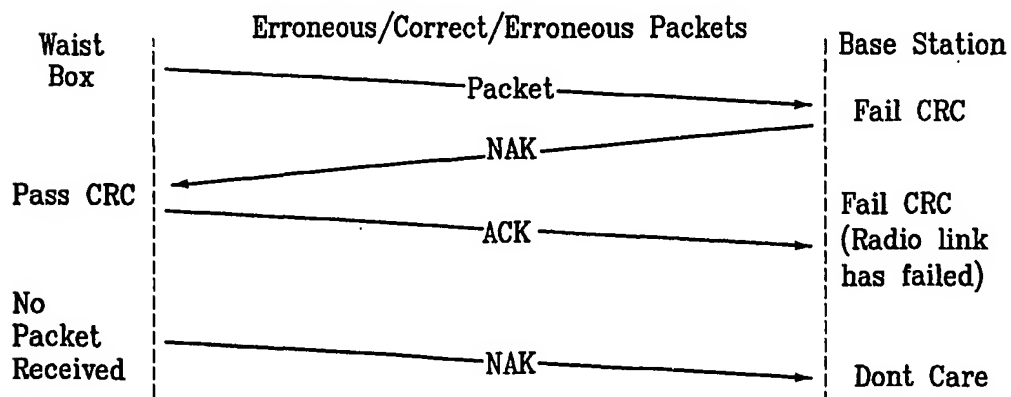 Erroneous/Correct/Erroneous Packets
Waist
Box
Base Station
Packet
Fail CRC
NAK
Pass CRC
ACK
Fail CRC
(Radio link
has failed)
No
Packet
Received
NAK
Dont Care